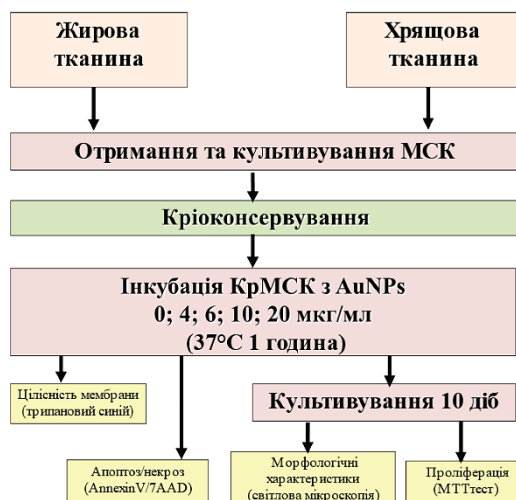 Жирова
тканина
Хрящова
тканина
Отримання та культивування МСК
Кріоконсервування
Інкубація КрМСК з AuNPs
0; 4; 6; 10; 20 мкг/мл
(37°С 1 година)
Цілісність мембрани
(трипановий синій)
Культивування 10 діб
Апоптоз/некроз
(AnnexinV/7AAD)
Морфологічні
характеристики
(світлова мікроскопія)
Проліферація
(МТТтест)